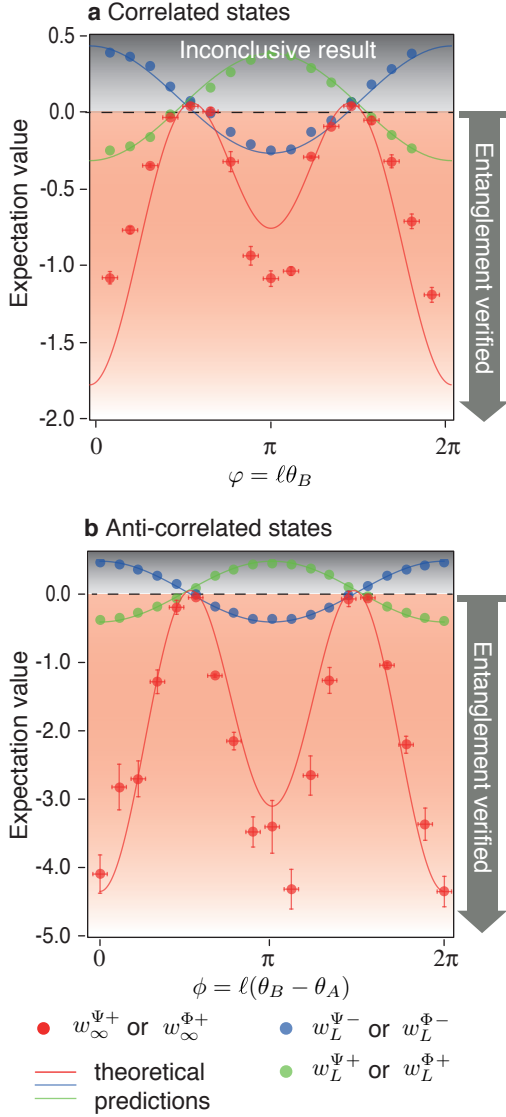 a Correlated states
Expectation value
0.5
0.0
-0.5
-1.0
-1.5
-2.0
Inconclusive result
Entanglement verified
0
π
2π
φ = ℓθ_B
b Anti-correlated states
Expectation value
0.0
-1.0
-2.0
-3.0
-4.0
-5.0
Entanglement verified
0
π
2π
ϕ = ℓ(θ_B − θ_A)
w_∞^Ψ+ or w_∞^Φ+
w_L^Ψ− or w_L^Φ−
w_L^Ψ+ or w_L^Φ+
theoretical
predictions